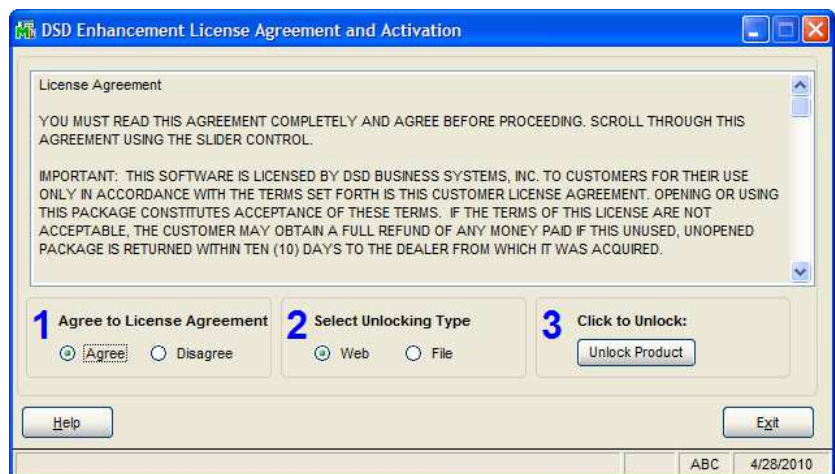 DSD Enhancement License Agreement and Activation
License Agreement
YOU MUST READ THIS AGREEMENT COMPLETELY AND AGREE BEFORE PROCEEDING. SCROLL THROUGH THIS
AGREEMENT USING THE SLIDER CONTROL.
IMPORTANT: THIS SOFTWARE IS LICENSED BY DSD BUSINESS SYSTEMS, INC. TO CUSTOMERS FOR THEIR USE
ONLY IN ACCORDANCE WITH THE TERMS SET FORTH IS THIS CUSTOMER LICENSE AGREEMENT. OPENING OR USING
THIS PACKAGE CONSTITUTES ACCEPTANCE OF THESE TERMS. IF THE TERMS OF THIS LICENSE ARE NOT
ACCEPTABLE, THE CUSTOMER MAY OBTAIN A FULL REFUND OF ANY MONEY PAID IF THIS UNUSED, UNOPENED
PACKAGE IS RETURNED WITHIN TEN (10) DAYS TO THE DEALER FROM WHICH IT WAS ACQUIRED.
1 Agree to License Agreement
Agree Disagree
2 Select Unlocking Type
Web File
3 Click to Unlock:
Unlock Product
Help Exit
ABC 4/28/2010